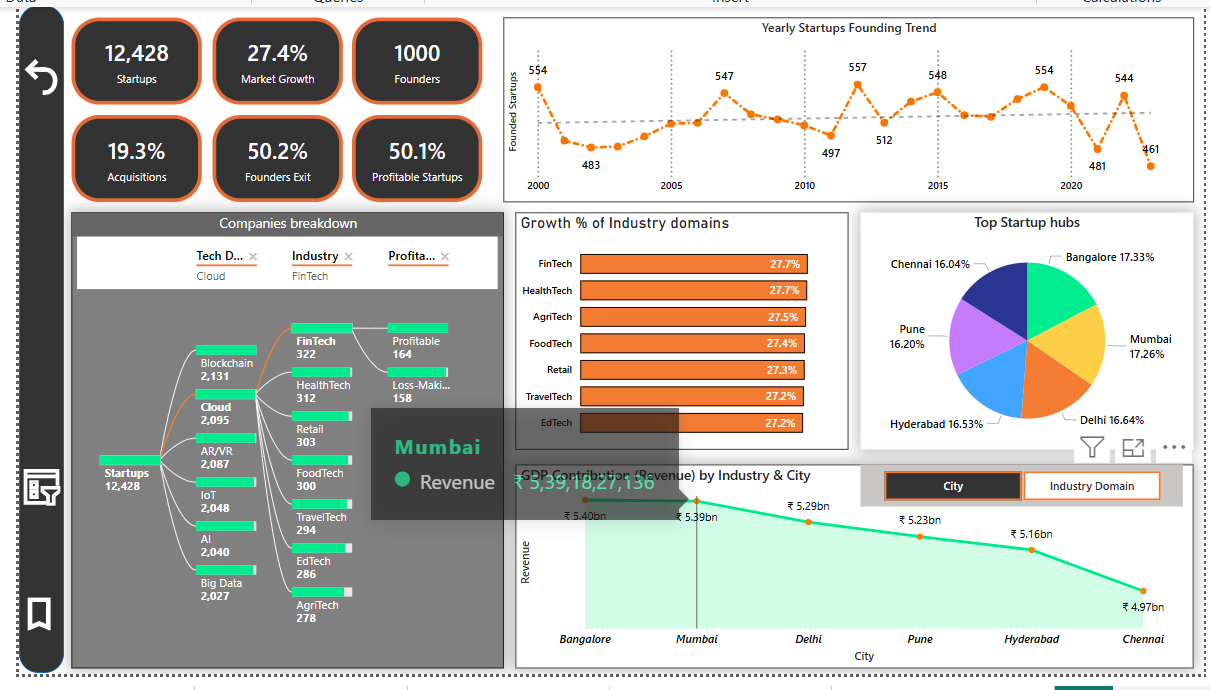 Data
Queries
Insert
Calculations
12,428
Startups
27.4%
Market Growth
1000
Founders
19.3%
Acquisitions
50.2%
Founders Exit
50.1%
Profitable Startups
Yearly Startups Founding Trend
Founded Startups
554
483
547
497
557
512
548
554
481
544
461
2000
2005
2010
2015
2020
Companies breakdown
Tech D...
Cloud
Industry
FinTech
Profita...
Startups
12,428
Blockchain
2,131
Cloud
2,095
AR/VR
2,087
IoT
2,048
AI
2,040
Big Data
2,027
FinTech
322
HealthTech
312
Retail
303
FoodTech
300
TravelTech
294
EdTech
286
AgriTech
278
Profitable
164
Loss-Maki...
158
Growth % of Industry domains
FinTech
27.7%
HealthTech
27.7%
AgriTech
27.5%
FoodTech
27.4%
Retail
27.3%
TravelTech
27.2%
EdTech
27.2%
Top Startup hubs
Chennai 16.04%
Bangalore 17.33%
Pune
16.20%
Mumbai
17.26%
Hyderabad 16.53%
Delhi 16.64%
Mumbai
Revenue ₹ 5,39,18,27,136
GDP Contribution (Revenue) by Industry & City
City
Industry Domain
Revenue
₹ 5.40bn
₹ 5.39bn
₹ 5.29bn
₹ 5.23bn
₹ 5.16bn
₹ 4.97bn
Bangalore
Mumbai
Delhi
Pune
Hyderabad
Chennai
City